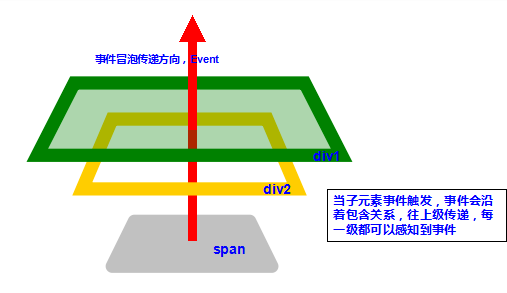 事件冒泡传递方向，Event
div1
div2
当子元素事件触发，事件会沿
着包含关系，往上级传递，每
一级都可以感知到事件
span